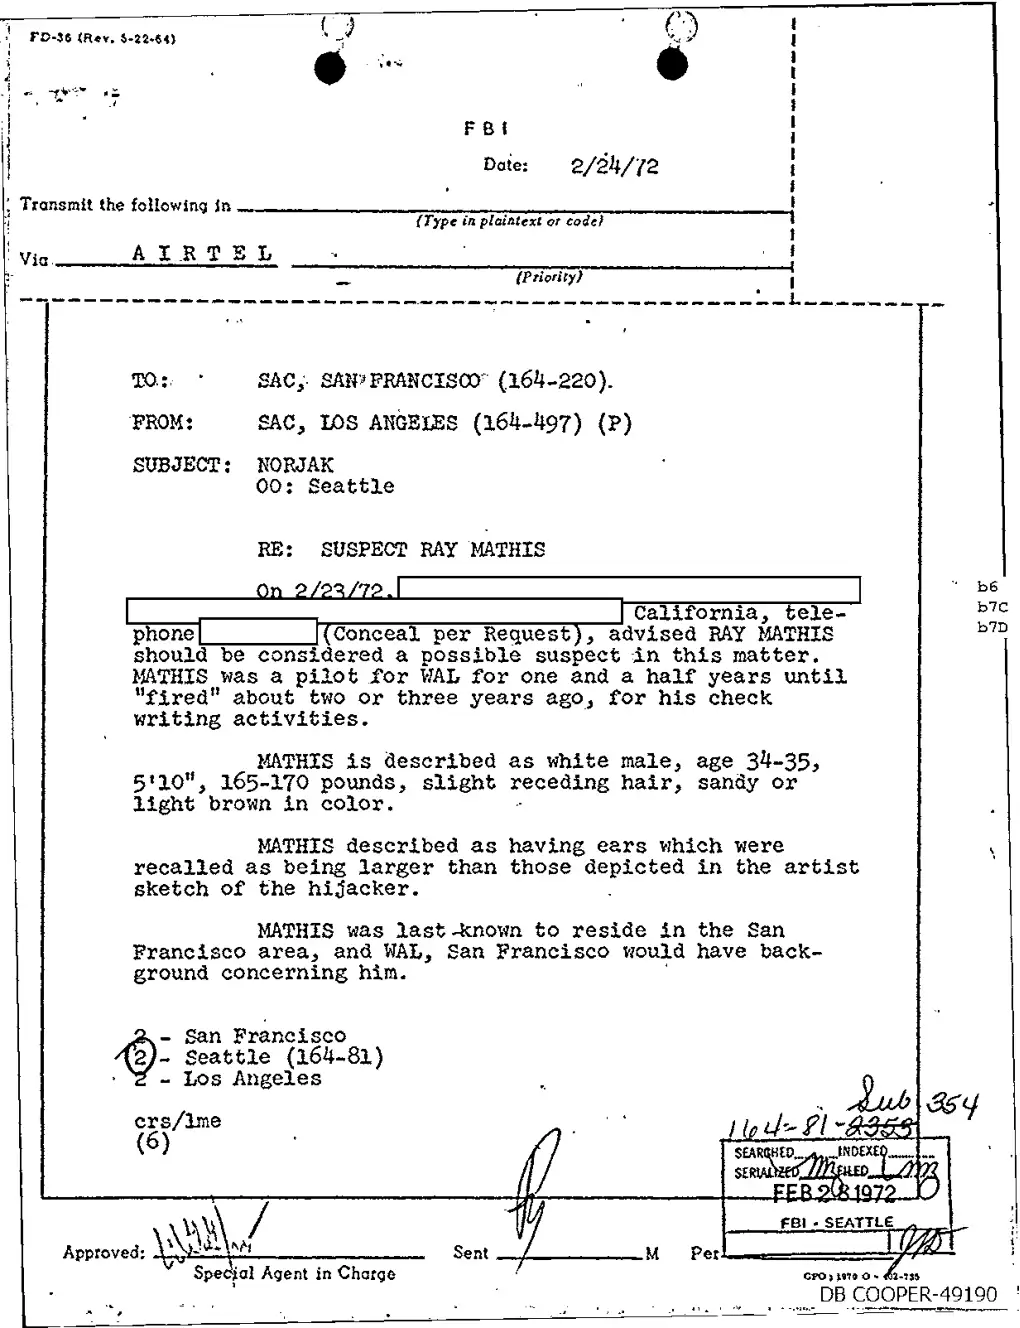 FD-36 (Rev. 5-22-64)
FBI
Date: 2/24/72
Transmit the following in
(Type in plaintext or code)
Via AIRTEL
(Priority)
TO: SAC, SAN FRANCISCO (164-220).
FROM: SAC, LOS ANGELES (164-497) (P)
SUBJECT: NORJAK
OO: Seattle
RE: SUSPECT RAY MATHIS
On 2/23/72,
b6
California, tele-
b7C
phone (Conceal per Request), advised RAY MATHIS
b7D
should be considered a possible suspect in this matter.
MATHIS was a pilot for WAL for one and a half years until
"fired" about two or three years ago, for his check
writing activities.
MATHIS is described as white male, age 34-35,
5'10", 165-170 pounds, slight receding hair, sandy or
light brown in color.
MATHIS described as having ears which were
recalled as being larger than those depicted in the artist
sketch of the hijacker.
MATHIS was last known to reside in the San
Francisco area, and WAL, San Francisco would have back-
ground concerning him.
2 - San Francisco
2 - Seattle (164-81)
2 - Los Angeles
crs/lme
(6)
Sub 354
164-81-2353
SEARCHED INDEXED
SERIALIZED FILED
FEB 28 1972
FBI - SEATTLE
Approved: Sent M Per
Special Agent in Charge
GPO : 1970 O - 402-735
DB COOPER-49190